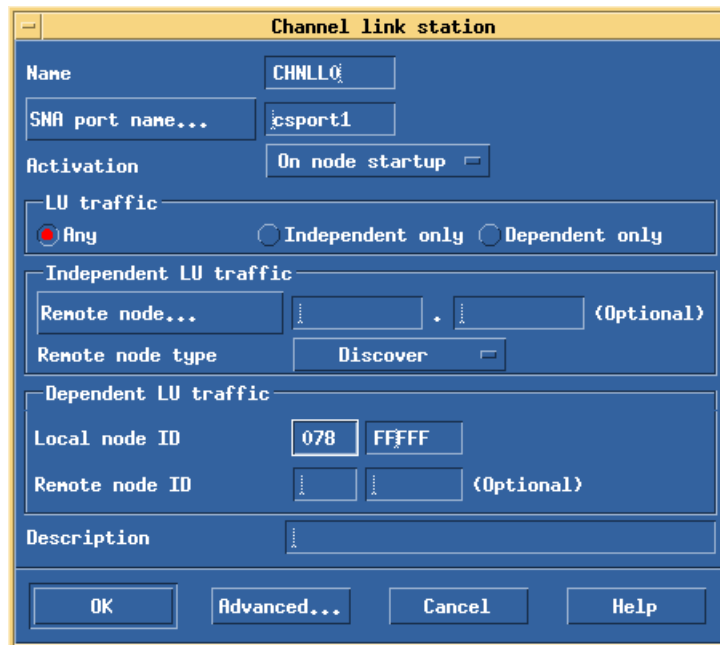 Channel link station
Name CHNLL0
SNA port name... csport1
Activation On node startup
LU traffic
Any Independent only Dependent only
Independent LU traffic
Remote node... . (Optional)
Remote node type Discover
Dependent LU traffic
Local node ID 078 FFFFF
Remote node ID (Optional)
Description
OK Advanced... Cancel Help